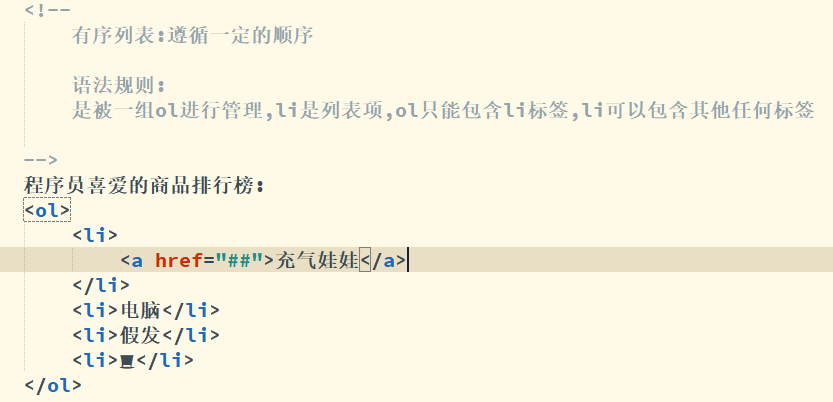 <!--
有序列表:遵循一定的顺序
语法规则:
是被一组ol进行管理,li是列表项,ol只能包含li标签,li可以包含其他任何标签
-->
程序员喜爱的商品排行榜:
<ol>
<li>
<a href="##">充气娃娃</a>
</li>
<li>电脑</li>
<li>假发</li>
<li></li>
</ol>